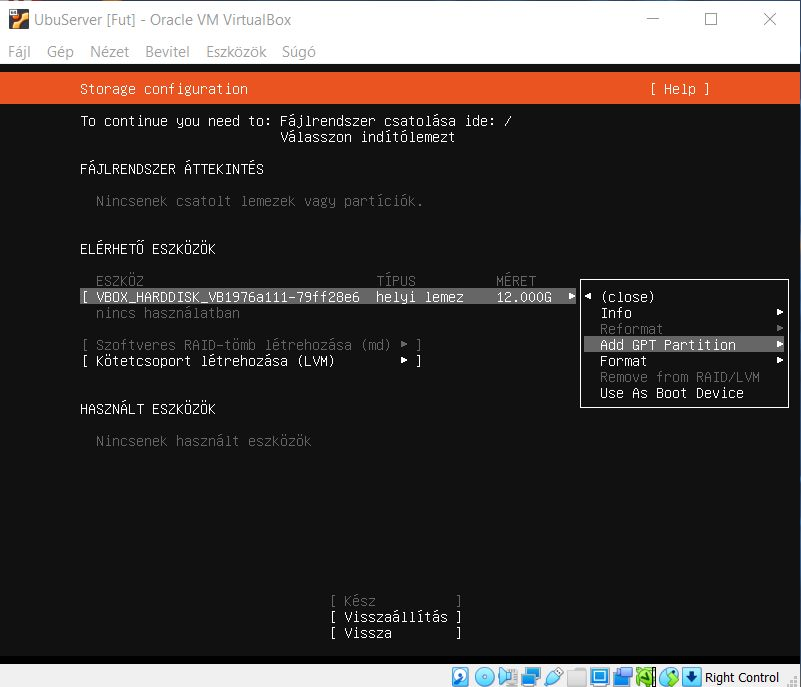 UbuServer [Fut] - Oracle VM VirtualBox
Fájl Gép Nézet Bevitel Eszközök Súgó
Storage configuration [ Help ]
To continue you need to: Fájlrendszer csatolása ide: /
Válasszon indítólemezt
FÁJLRENDSZER ÁTTEKINTÉS
Nincsenek csatolt lemezek vagy partíciók.
ELÉRHETŐ ESZKÖZÖK
ESZKÖZ TÍPUS MÉRET
[ VBOX_HARDDISK_VB1976a111-79ff28e6 helyi lemez 12.000G ▸
nincs használatban
[ Szoftveres RAID-tömb létrehozása (md) ▸ ]
[ Kötetcsoport létrehozása (LVM) ▸ ]
◂ (close)
Info ▸
Reformat ▸
Add GPT Partition ▸
Format ▸
Remove from RAID/LVM
Use As Boot Device
HASZNÁLT ESZKÖZÖK
Nincsenek használt eszközök
[ Kész ]
[ Visszaállítás ]
[ Vissza ]
Right Control